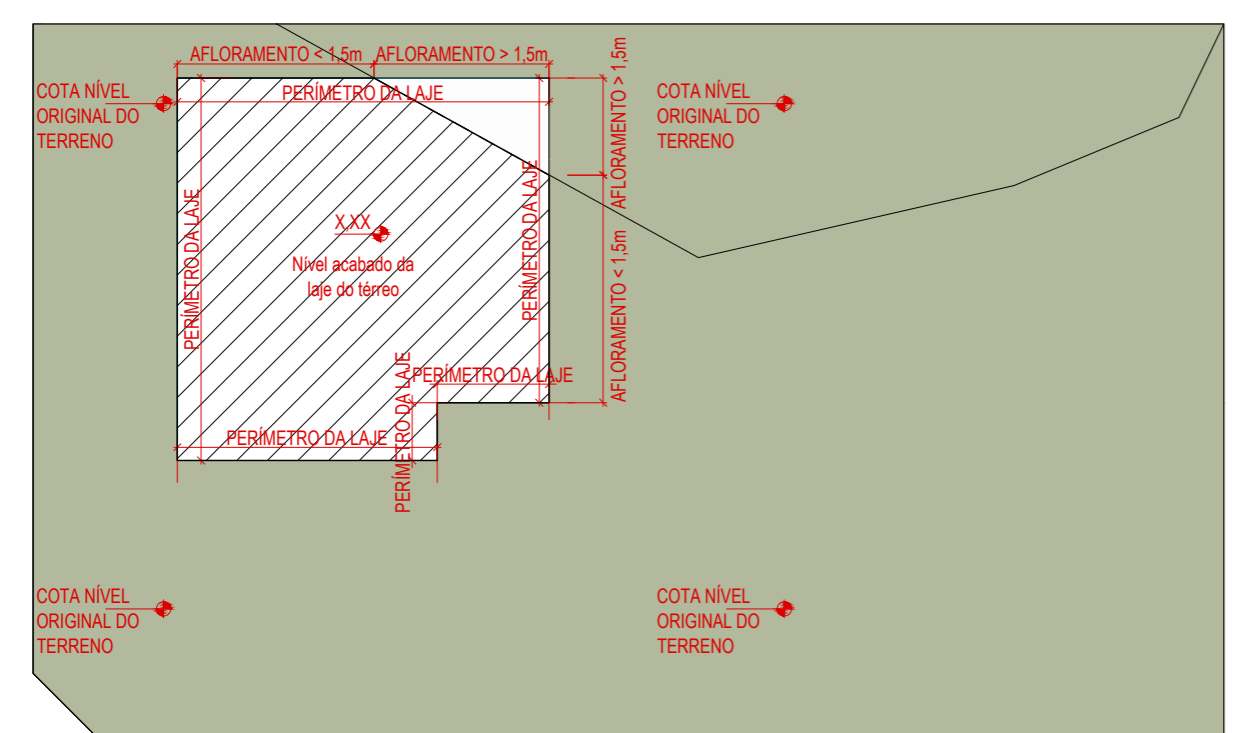 AFLORAMENTO < 1,5m
AFLORAMENTO > 1,5m
COTA NÍVEL
ORIGINAL DO
TERRENO
PERÍMETRO DA LAJE
AFLORAMENTO > 1,5m
COTA NÍVEL
ORIGINAL DO
TERRENO
PERÍMETRO DA LAJE
X,XX
Nível acabado da
laje do térreo
PERÍMETRO DA LAJE
AFLORAMENTO < 1,5m
PERÍMETRO DA LAJE
PERÍMETRO DA LAJE
PERÍMETRO DA LAJE
COTA NÍVEL
ORIGINAL DO
TERRENO
COTA NÍVEL
ORIGINAL DO
TERRENO